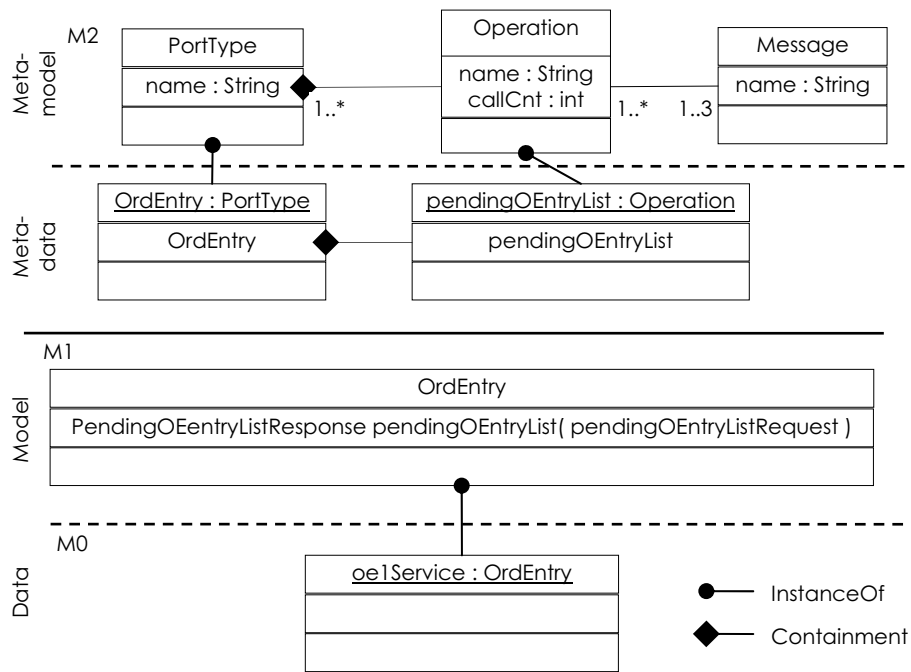 M2
Meta-
model
PortType
name : String
1..*
Operation
name : String
callCnt : int
1..*
1..3
Message
name : String
Meta-
data
OrdEntry : PortType
OrdEntry
pendingOEntryList : Operation
pendingOEntryList
M1
Model
OrdEntry
PendingOEentryListResponse pendingOEntryList( pendingOEntryListRequest )
M0
Data
oe1Service : OrdEntry
InstanceOf
Containment